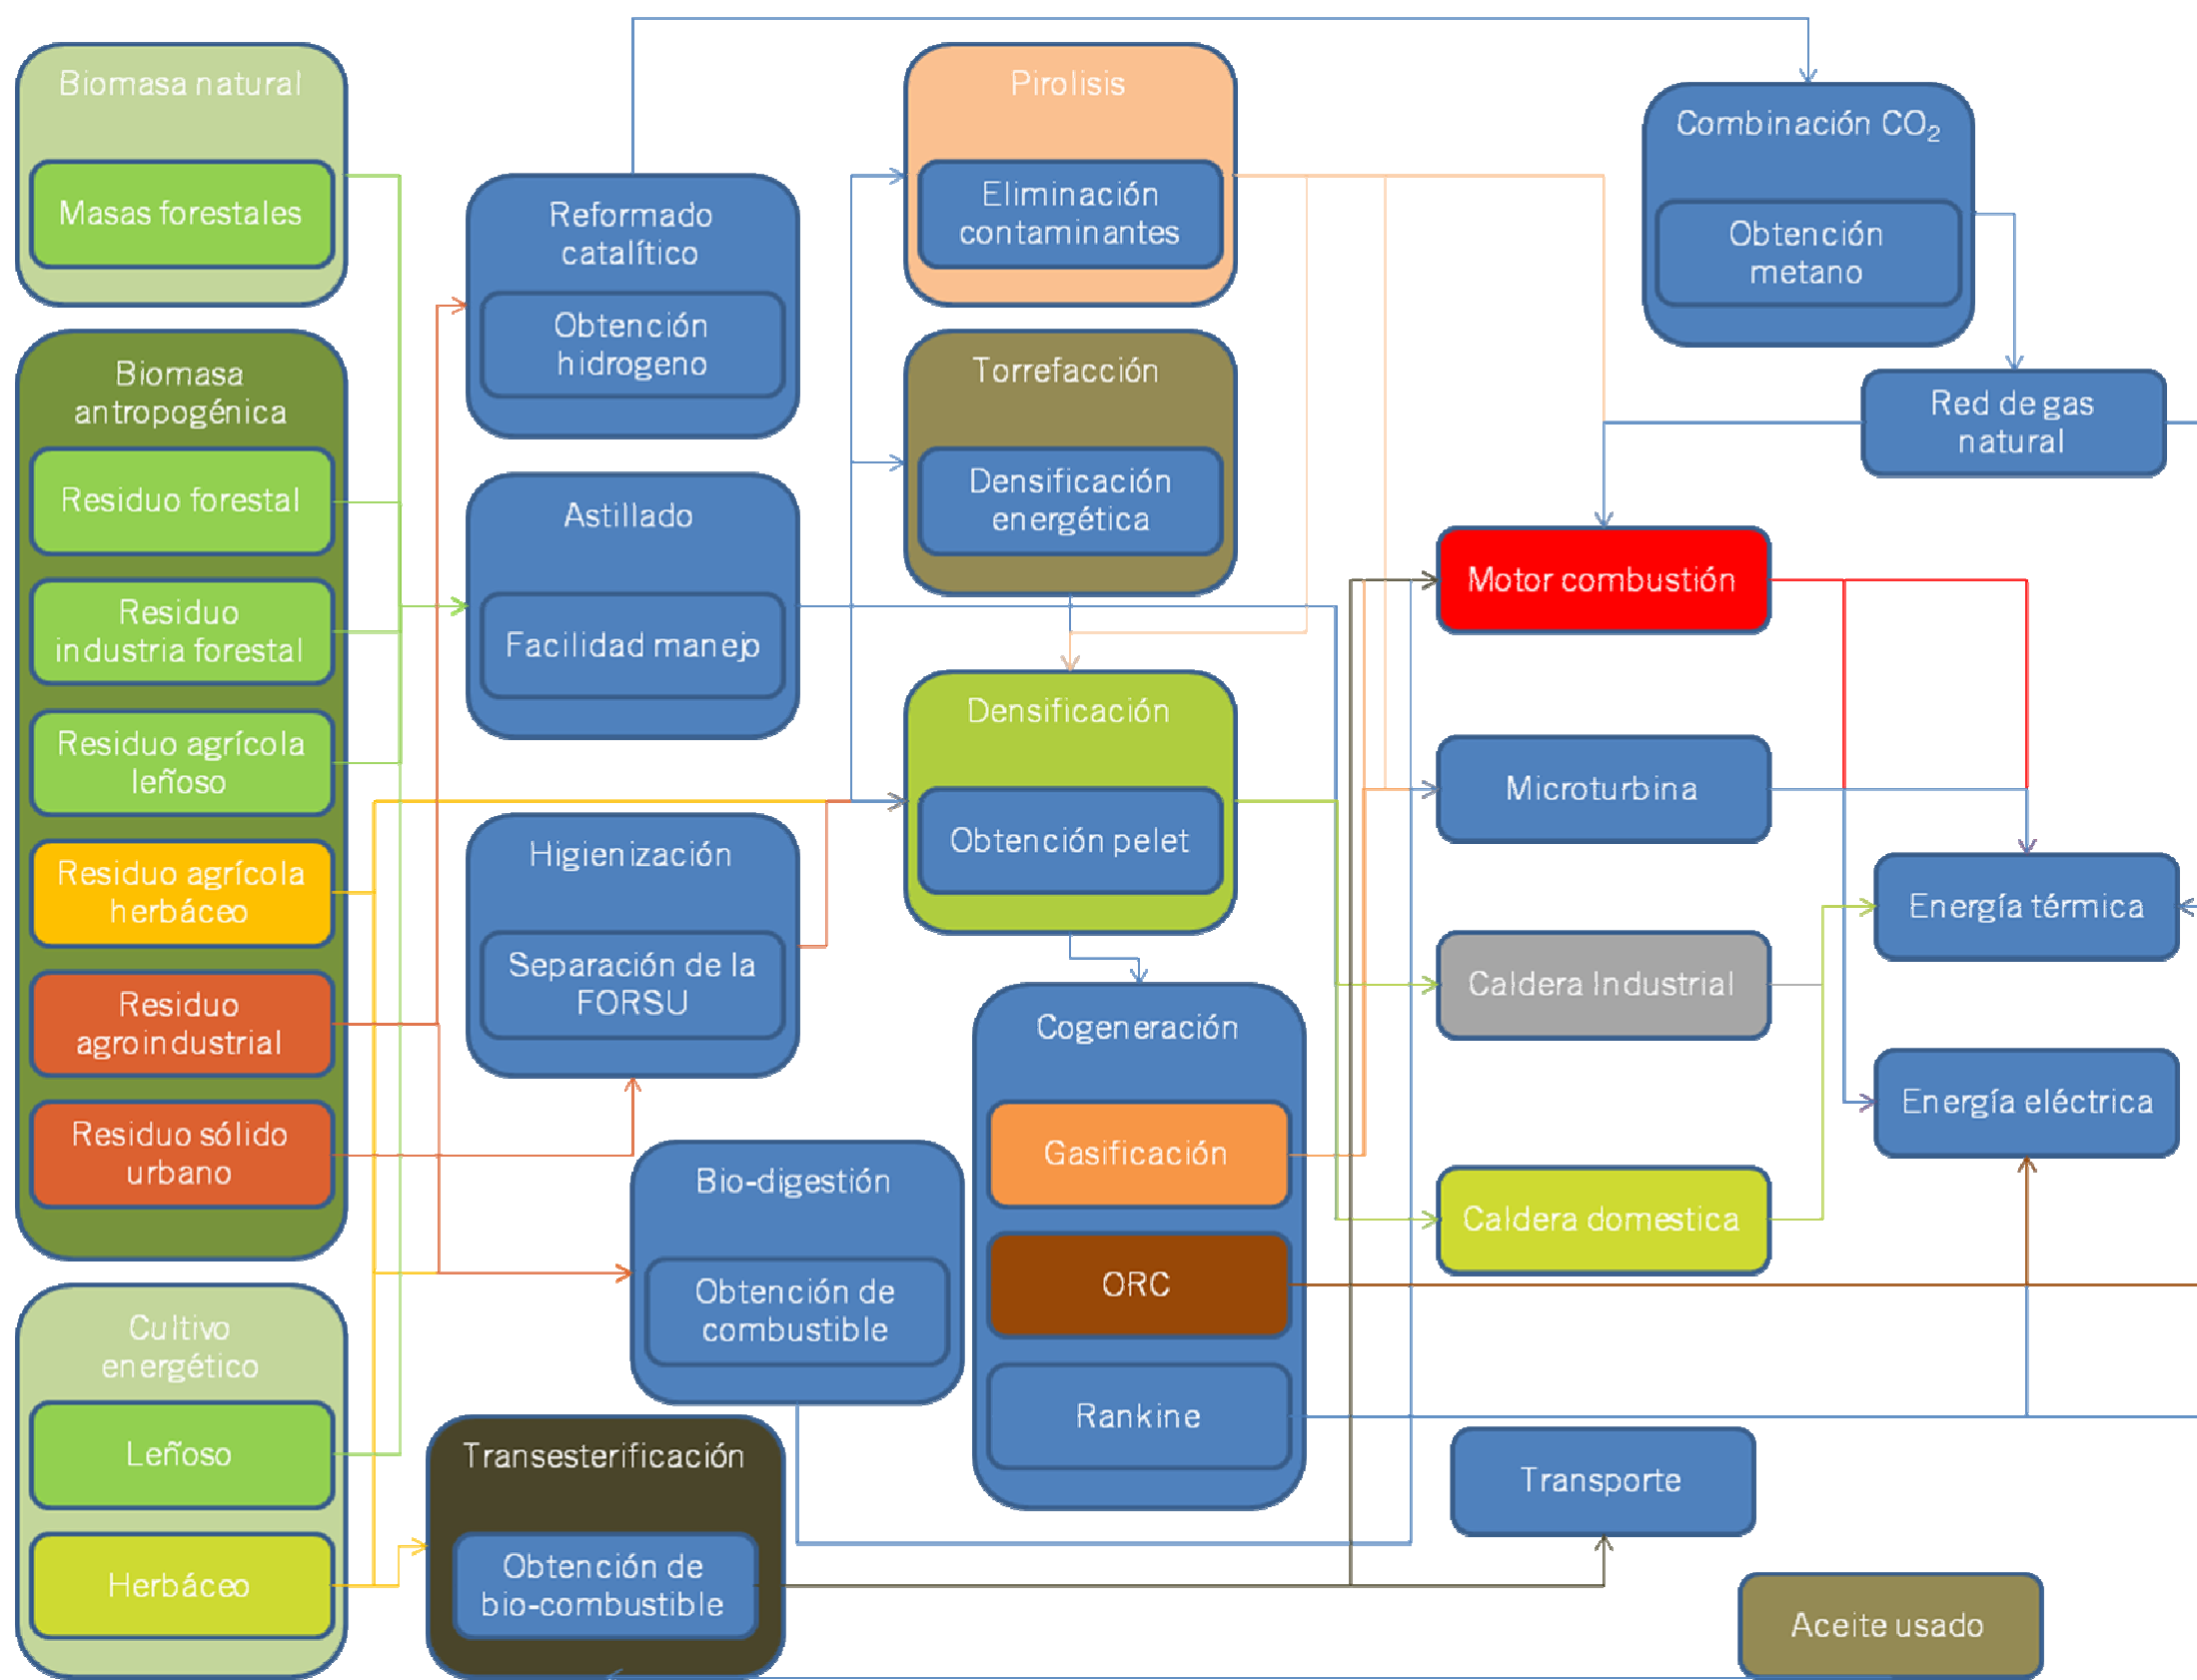 Biomasa natural
Masas forestales
Biomasa
antropogénica
Residuo forestal
Residuo
industria forestal
Residuo agrícola
leñoso
Residuo agrícola
herbáceo
Residuo
agroindustrial
Residuo sólido
urbano
Cultivo
energético
Leñoso
Herbáceo
Reformado
catalítico
Obtención
hidrogeno
Astillado
Facilidad manejo
Higienización
Separación de la
FORSU
Bio-digestión
Obtención de
combustible
Transesterificación
Obtención de
bio-combustible
Pirolisis
Eliminación
contaminantes
Torrefacción
Densificación
energética
Densificación
Obtención pelet
Cogeneración
Gasificación
ORC
Rankine
Combinación CO₂
Obtención
metano
Red de gas
natural
Motor combustión
Microturbina
Caldera Industrial
Caldera domestica
Energía térmica
Energía eléctrica
Transporte
Aceite usado